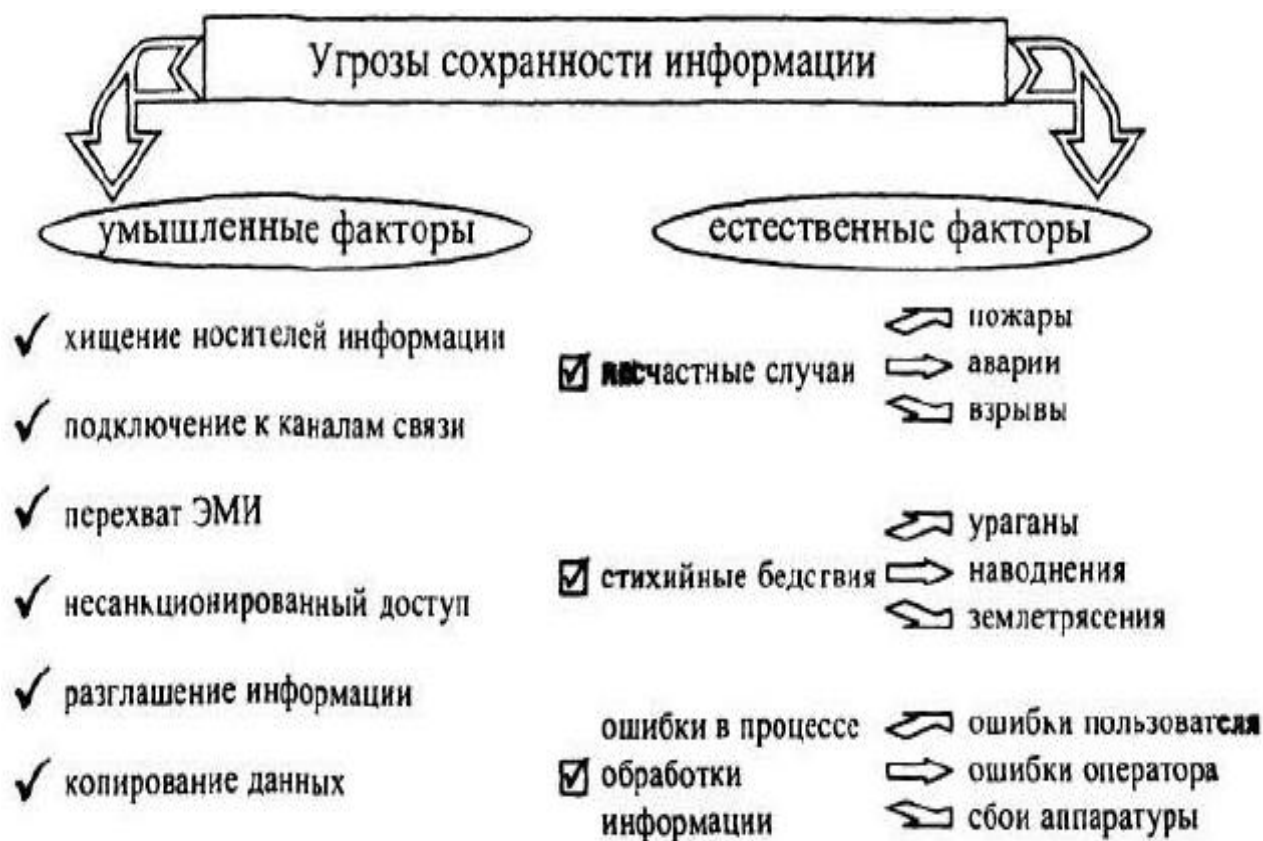 Угрозы сохранности информации
умышленные факторы
хищение носителей информации
подключение к каналам связи
перехват ЭМИ
несанкционированный доступ
разглашение информации
копирование данных
естественные факторы
несчастные случаи
пожары
аварии
взрывы
стихийные бедствия
ураганы
наводнения
землетрясения
ошибки в процессе
обработки
информации
ошибки пользователя
ошибки оператора
сбои аппаратуры